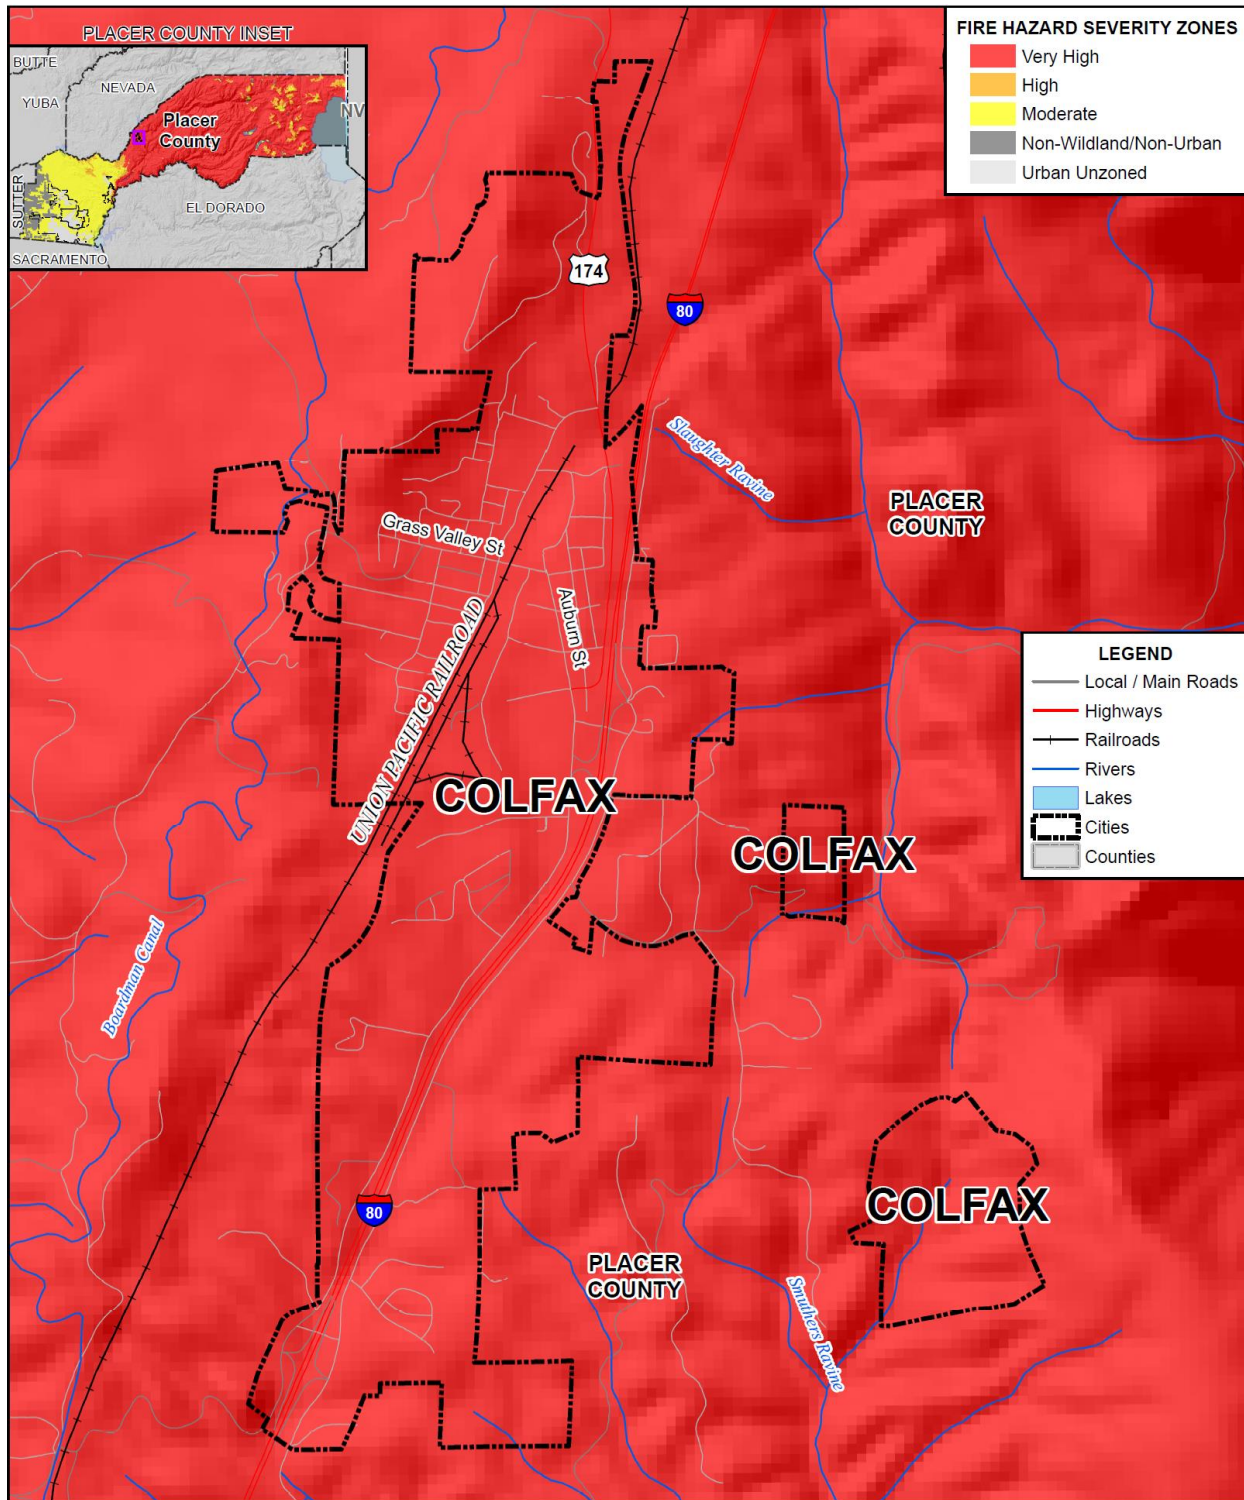 PLACER COUNTY INSET
BUTTE
NEVADA
YUBA
NV
Placer
County
SUTTER
EL DORADO
SACRAMENTO
FIRE HAZARD SEVERITY ZONES
Very High
High
Moderate
Non-Wildland/Non-Urban
Urban Unzoned
174
80
Slaughter Ravine
PLACER
COUNTY
Grass Valley St
Auburn St
UNION PACIFIC RAILROAD
LEGEND
Local / Main Roads
Highways
Railroads
Rivers
Lakes
Cities
Counties
COLFAX
COLFAX
Boardman Canal
COLFAX
80
PLACER
COUNTY
Smuthers Ravine